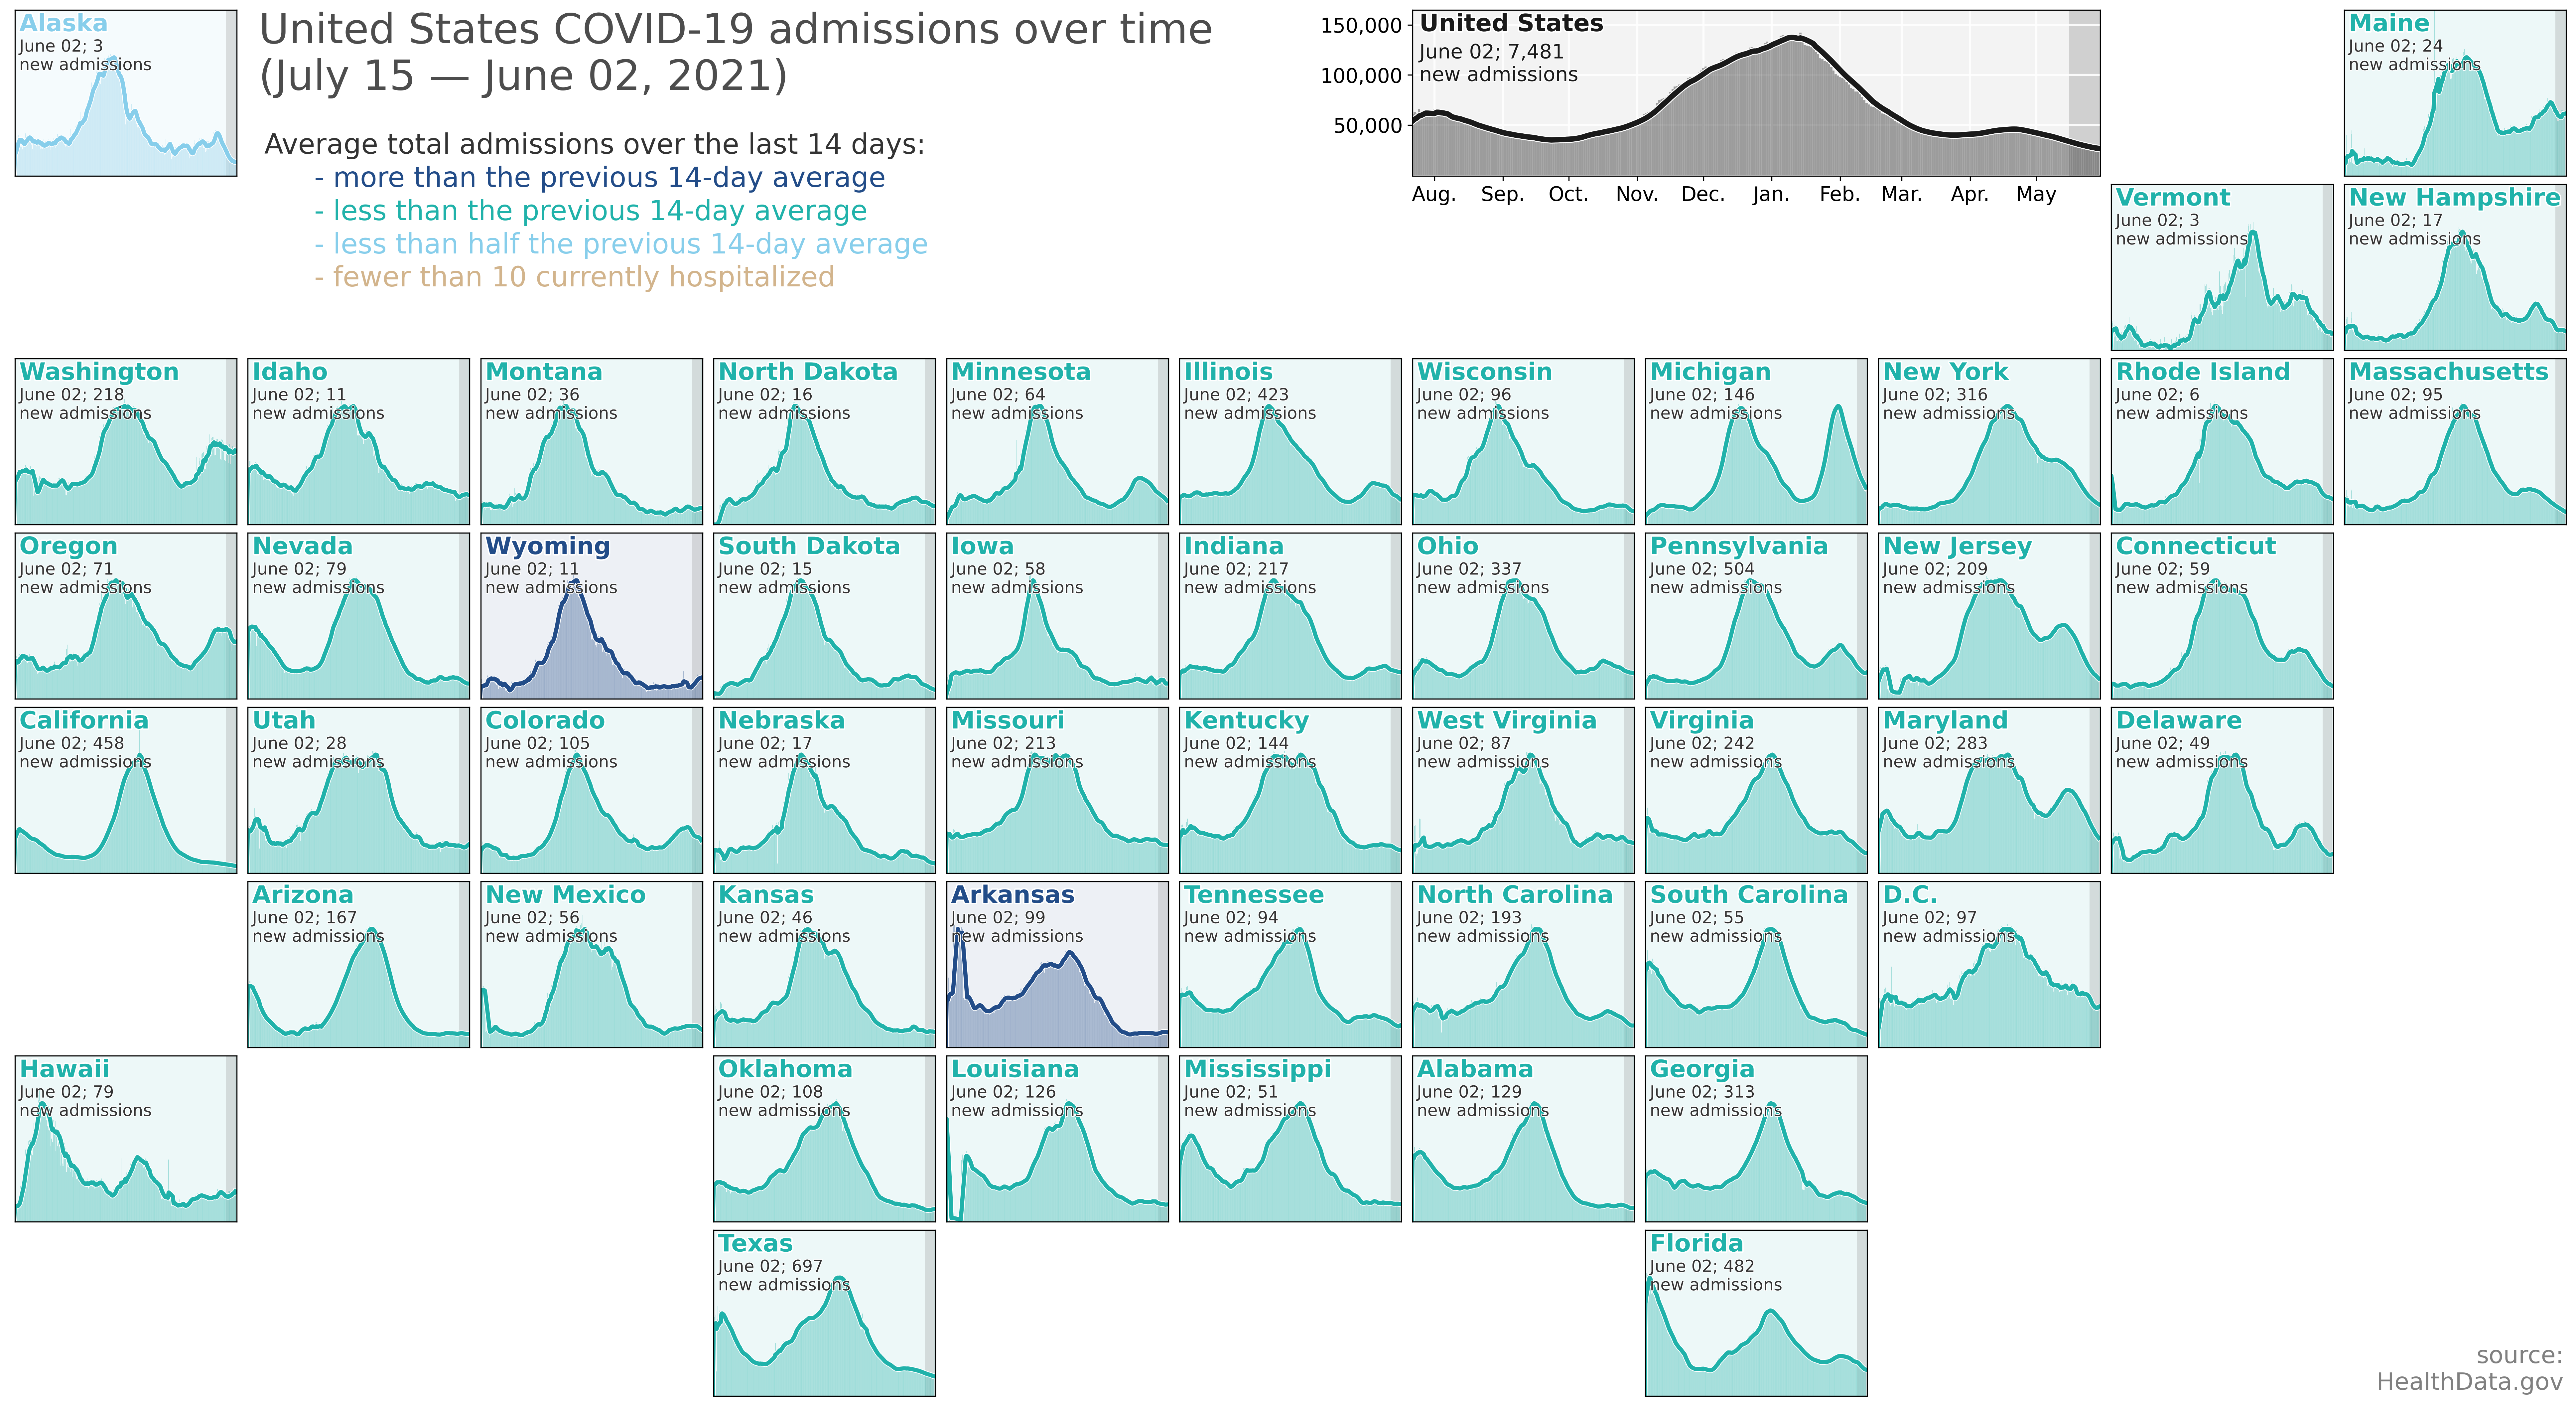 Alaska
June 02; 3
new admissions
United States COVID-19 admissions over time
(July 15 — June 02, 2021)
Average total admissions over the last 14 days:
- more than the previous 14-day average
- less than the previous 14-day average
- less than half the previous 14-day average
- fewer than 10 currently hospitalized
150,000
100,000
50,000
United States
June 02; 7,481
new admissions
Aug. Sep. Oct. Nov. Dec. Jan. Feb. Mar. Apr. May
Maine
June 02; 24
new admissions
Vermont
June 02; 3
new admissions
New Hampshire
June 02; 17
new admissions
Washington
June 02; 218
new admissions
Idaho
June 02; 11
new admissions
Montana
June 02; 36
new admissions
North Dakota
June 02; 16
new admissions
Minnesota
June 02; 64
new admissions
Illinois
June 02; 423
new admissions
Wisconsin
June 02; 96
new admissions
Michigan
June 02; 146
new admissions
New York
June 02; 316
new admissions
Rhode Island
June 02; 6
new admissions
Massachusetts
June 02; 95
new admissions
Oregon
June 02; 71
new admissions
Nevada
June 02; 79
new admissions
Wyoming
June 02; 11
new admissions
South Dakota
June 02; 15
new admissions
Iowa
June 02; 58
new admissions
Indiana
June 02; 217
new admissions
Ohio
June 02; 337
new admissions
Pennsylvania
June 02; 504
new admissions
New Jersey
June 02; 209
new admissions
Connecticut
June 02; 59
new admissions
California
June 02; 458
new admissions
Utah
June 02; 28
new admissions
Colorado
June 02; 105
new admissions
Nebraska
June 02; 17
new admissions
Missouri
June 02; 213
new admissions
Kentucky
June 02; 144
new admissions
West Virginia
June 02; 87
new admissions
Virginia
June 02; 242
new admissions
Maryland
June 02; 283
new admissions
Delaware
June 02; 49
new admissions
Arizona
June 02; 167
new admissions
New Mexico
June 02; 56
new admissions
Kansas
June 02; 46
new admissions
Arkansas
June 02; 99
new admissions
Tennessee
June 02; 94
new admissions
North Carolina
June 02; 193
new admissions
South Carolina
June 02; 55
new admissions
D.C.
June 02; 97
new admissions
Hawaii
June 02; 79
new admissions
Oklahoma
June 02; 108
new admissions
Louisiana
June 02; 126
new admissions
Mississippi
June 02; 51
new admissions
Alabama
June 02; 129
new admissions
Georgia
June 02; 313
new admissions
Texas
June 02; 697
new admissions
Florida
June 02; 482
new admissions
source:
HealthData.gov